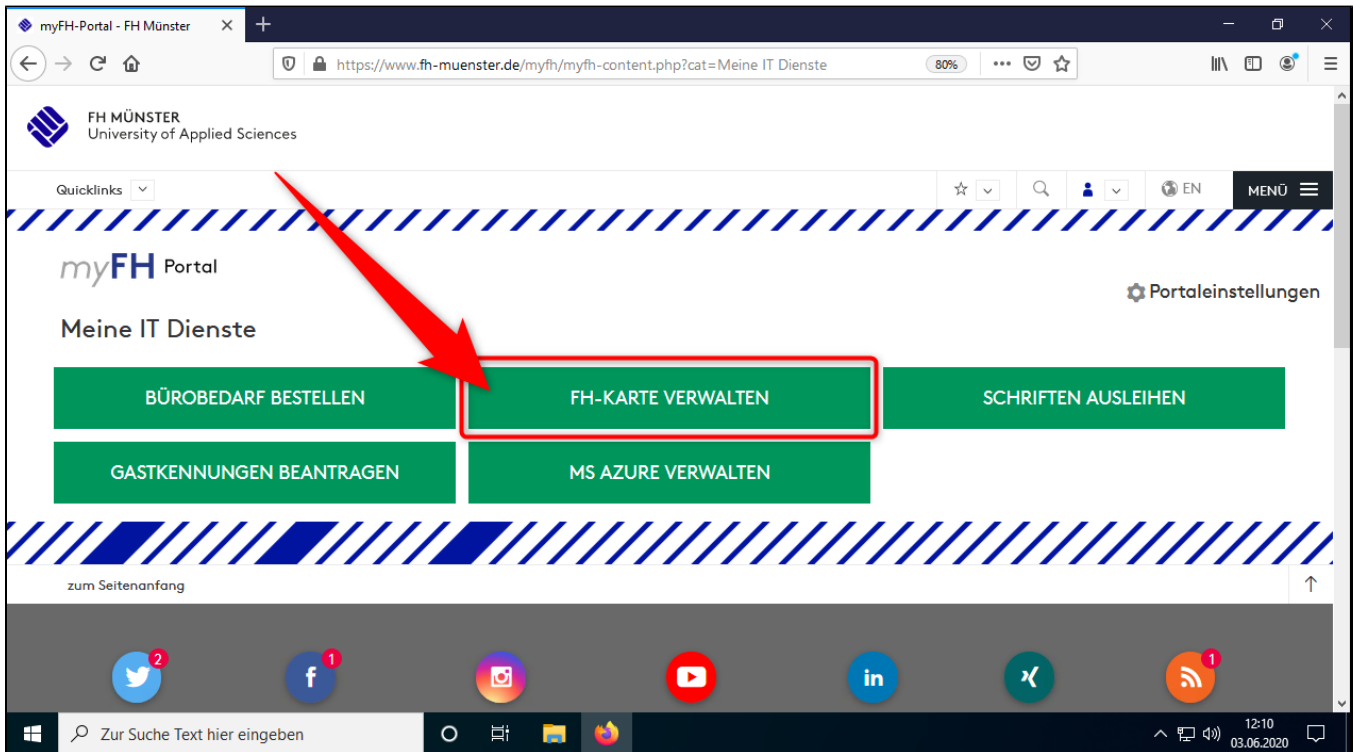 myFH-Portal - FH Münster
https://www.fh-muenster.de/myfh/myfh-content.php?cat=Meine IT Dienste
80%
FH MÜNSTER
University of Applied Sciences
Quicklinks
EN
MENÜ
myFH Portal
Portaleinstellungen
Meine IT Dienste
BÜROBEDARF BESTELLEN
FH-KARTE VERWALTEN
SCHRIFTEN AUSLEIHEN
GASTKENNUNGEN BEANTRAGEN
MS AZURE VERWALTEN
zum Seitenanfang
2
1
1
Zur Suche Text hier eingeben
12:10
03.06.2020